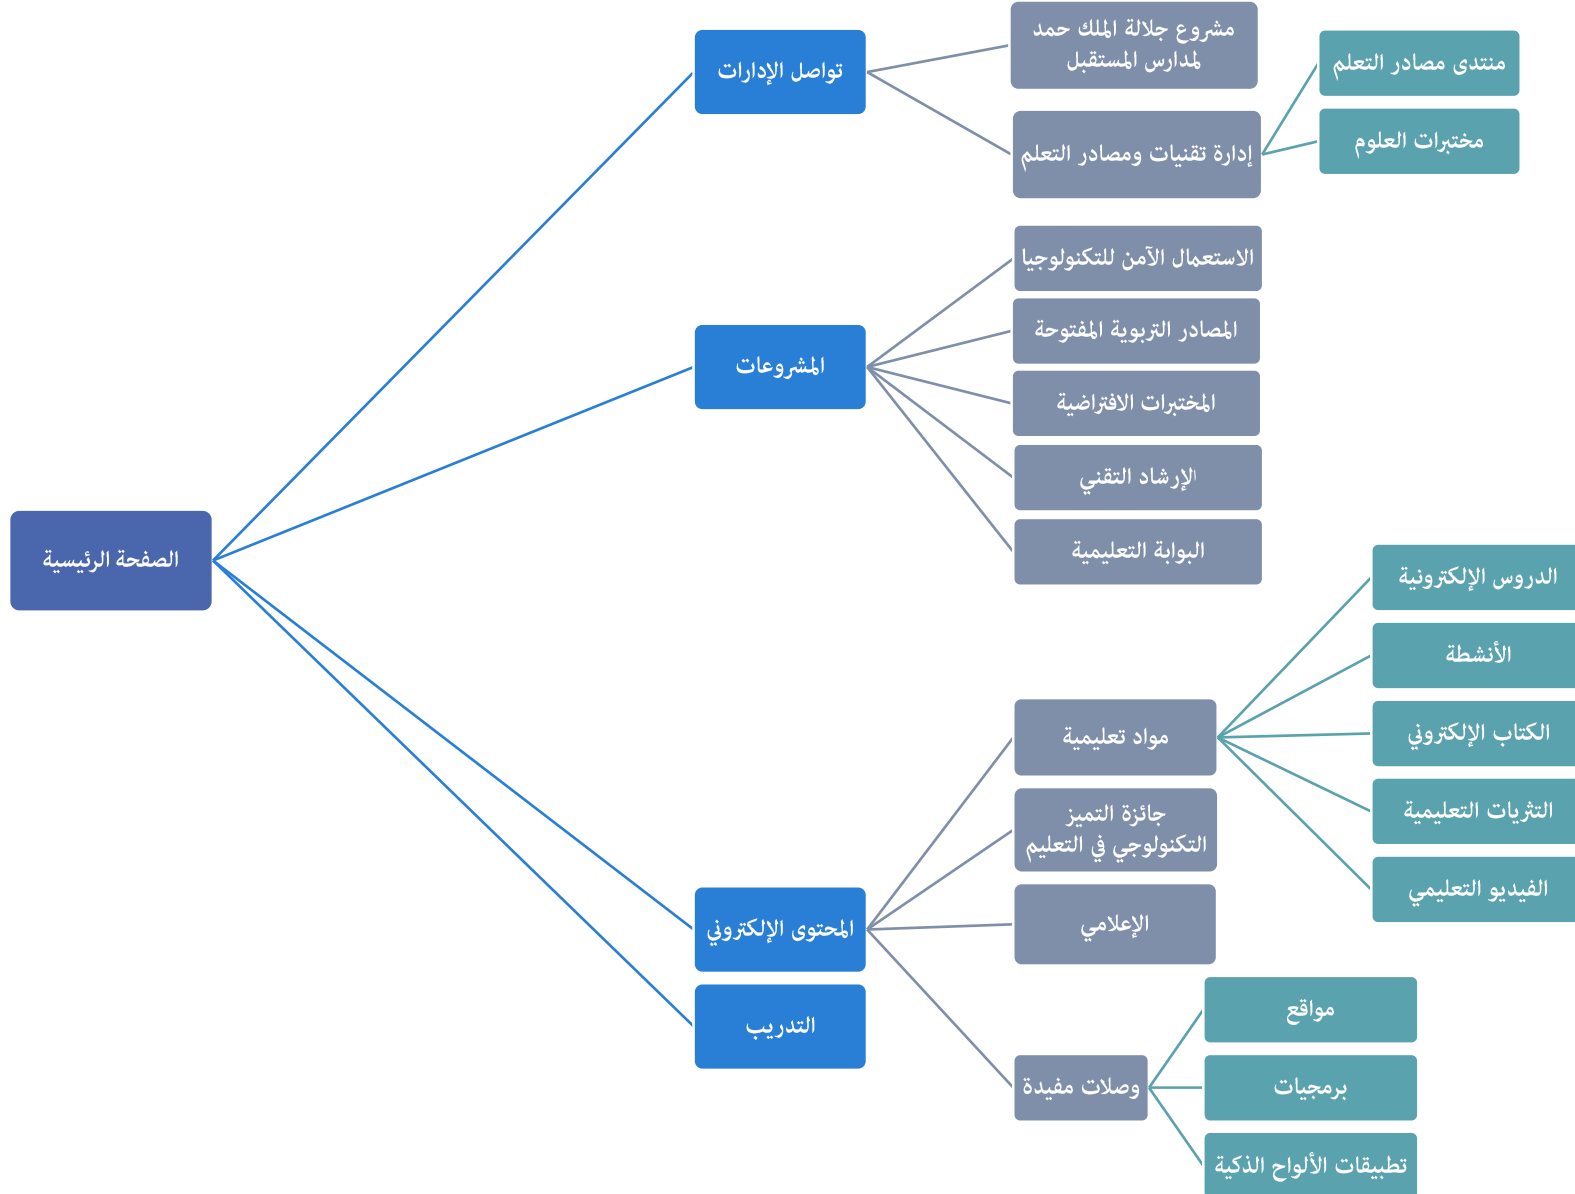 الصفحة الرئيسية
تواصل الإدارات
مشروع جلالة الملك حمد
لمدارس المستقبل
إدارة تقنيات ومصادر التعلم
منتدى مصادر التعلم
مختبرات العلوم
المشروعات
الاستعمال الآمن للتكنولوجيا
المصادر التربوية المفتوحة
المختبرات الافتراضية
الإرشاد التقني
البوابة التعليمية
المحتوى الإلكتروني
مواد تعليمية
الدروس الإلكترونية
الأنشطة
الكتاب الإلكتروني
التثريات التعليمية
الفيديو التعليمي
جائزة التميز
التكنولوجي في التعليم
الإعلامي
وصلات مفيدة
مواقع
برمجيات
تطبيقات الألواح الذكية
التدريب